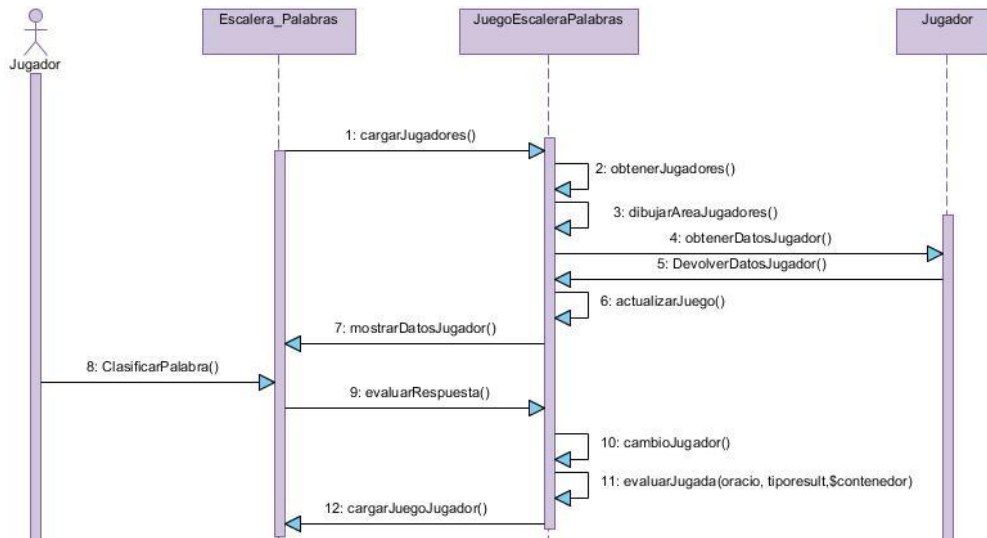 Escalera_Palabras
JuegoEscaleraPalabras
Jugador
Jugador
1: cargarJugadores()
2: obtenerJugadores()
3: dibujarAreaJugadores()
4: obtenerDatosJugador()
5: DevolverDatosJugador()
6: actualizarJuego()
7: mostrarDatosJugador()
8: ClasificarPalabra()
9: evaluarRespuesta()
10: cambioJugador()
11: evaluarJugada(oracio, tiporesult,$contenedor)
12: cargarJuegoJugador()